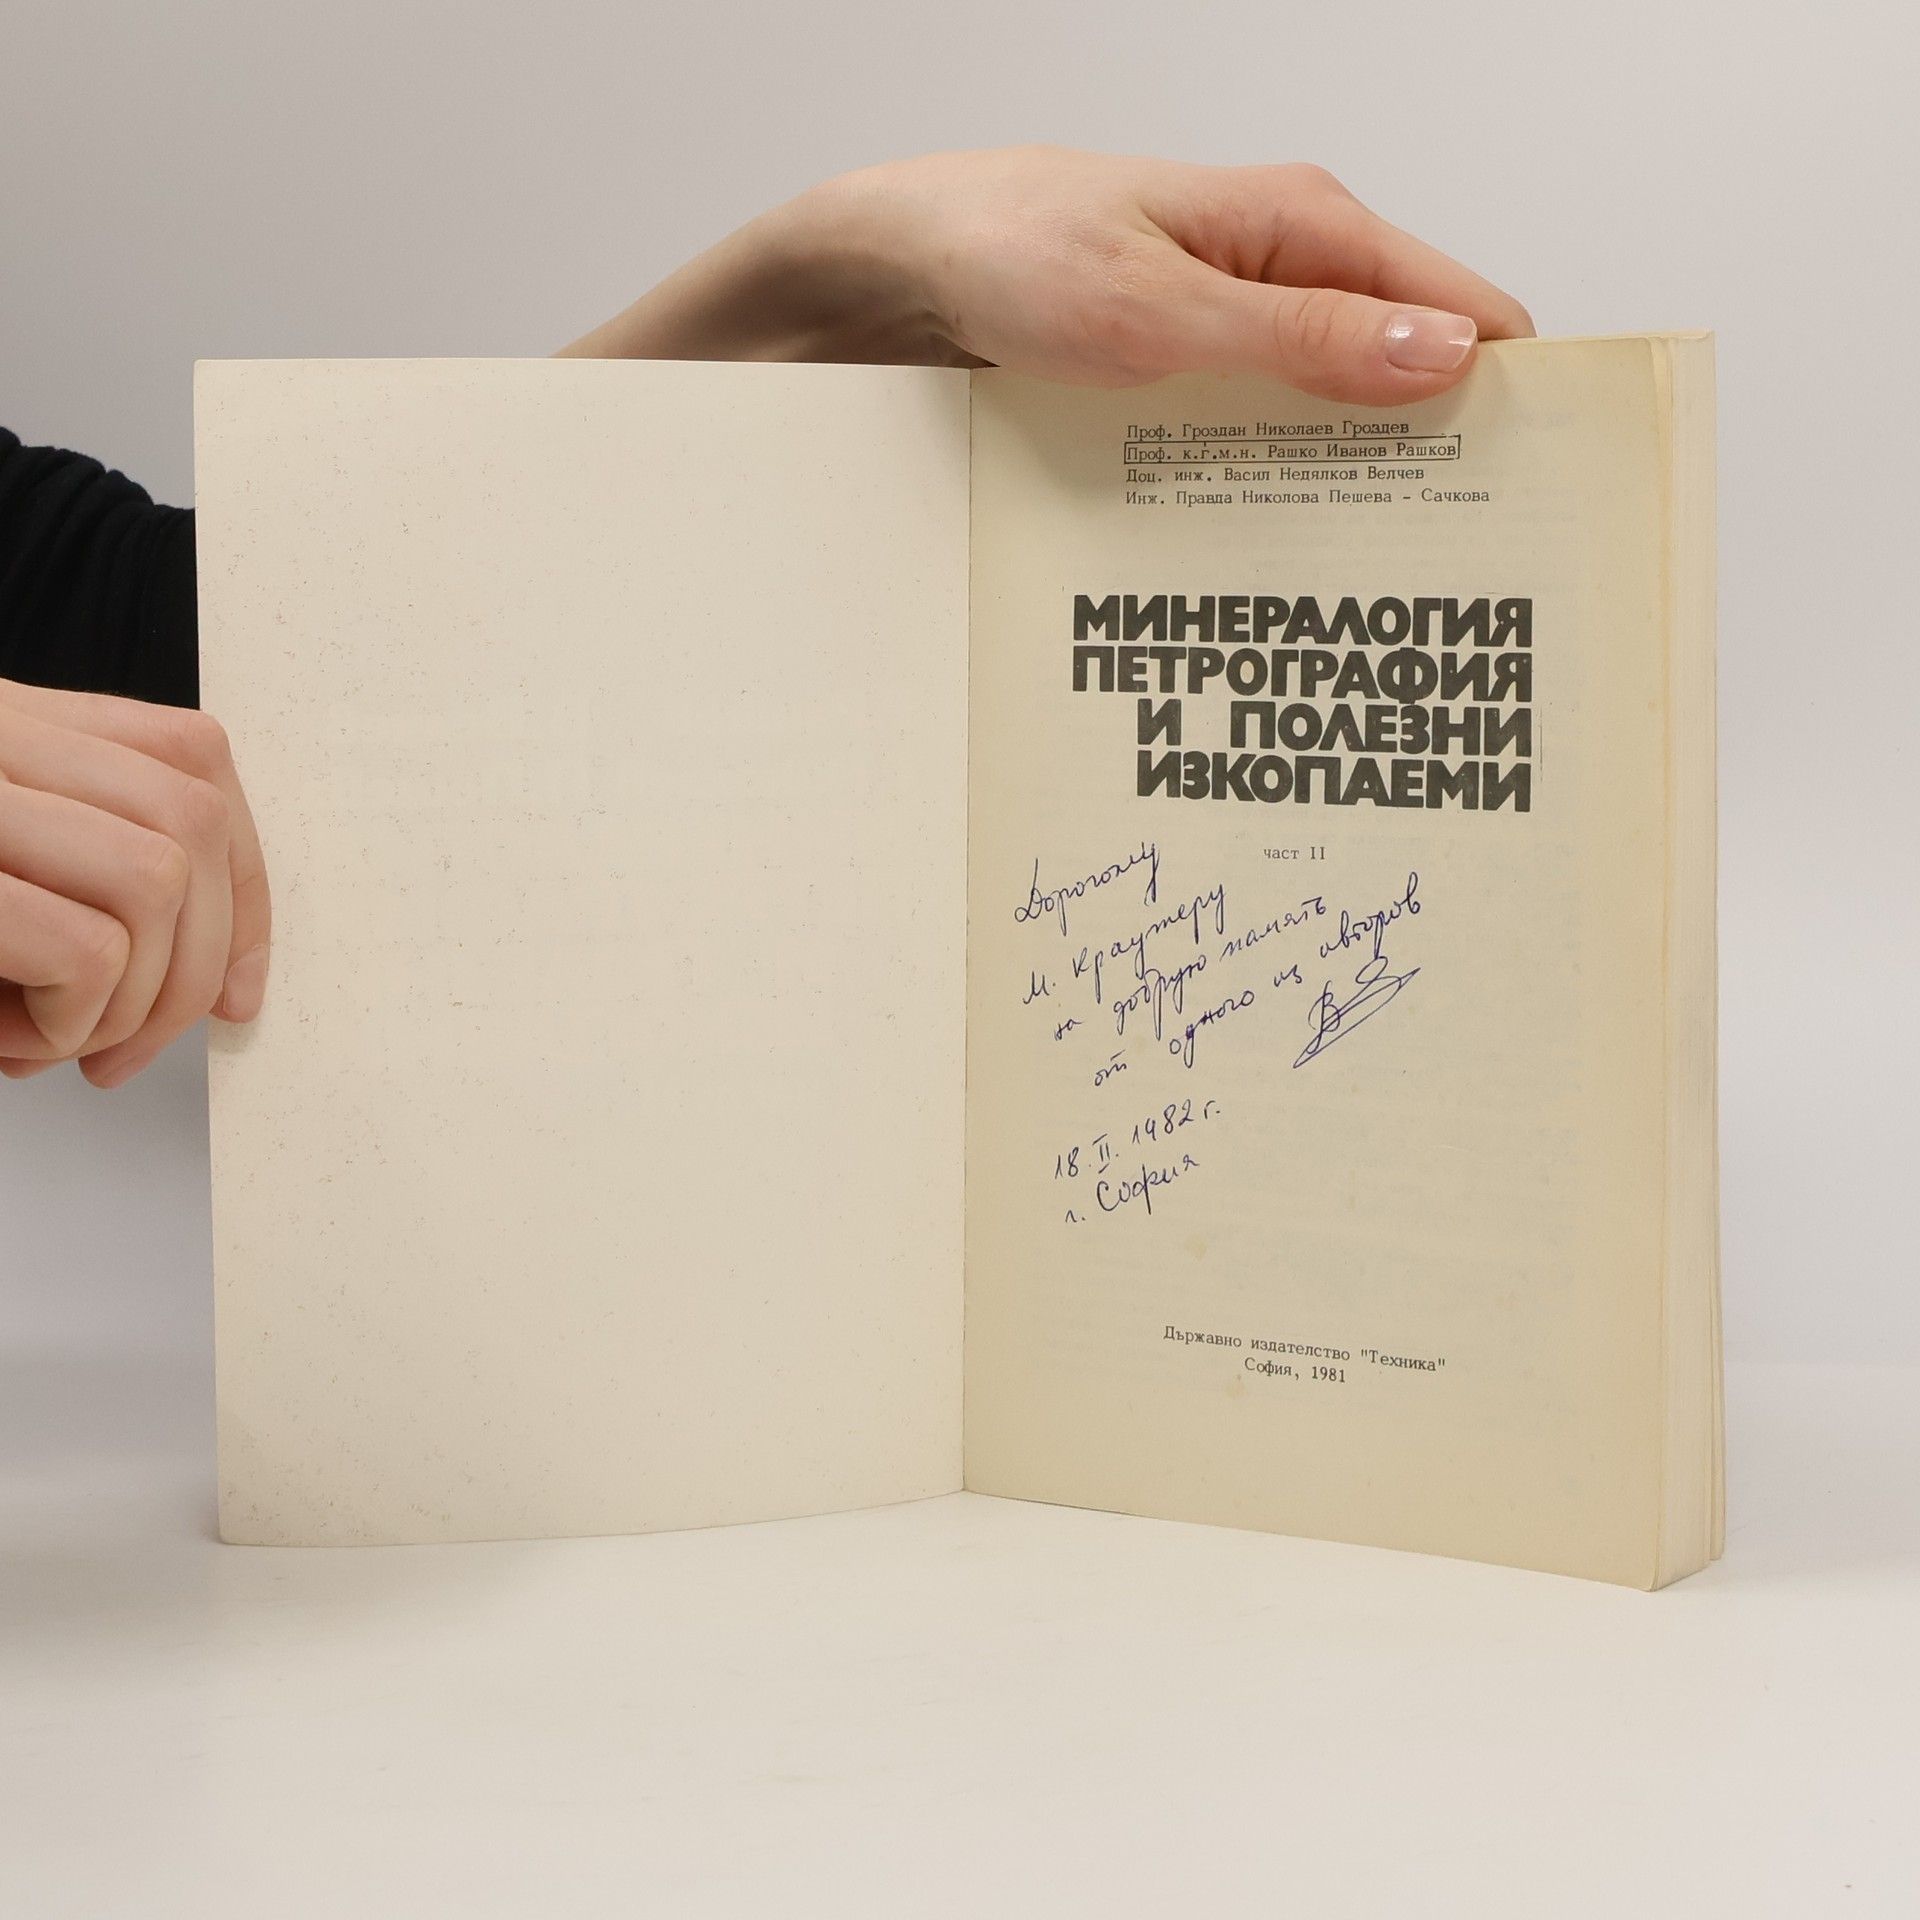 Проф. Гроздан Николаев Гроздев
Проф. к.г.м.н. Рашко Иванов Рашков
Доц. инж. Васил Недялков Велчев
Инж. Правда Николова Пешева - Сачкова
МИНЕРАЛОГИЯ
ПЕТРОГРАФИЯ
И ПОЛЕЗНИ
ИЗКОПАЕМИ
част II
Дорогому
М. Краутеру
на добрую память
от одного из авторов
18.II.1982 г.
г. София
Държавно издателство "Техника"
София, 1981